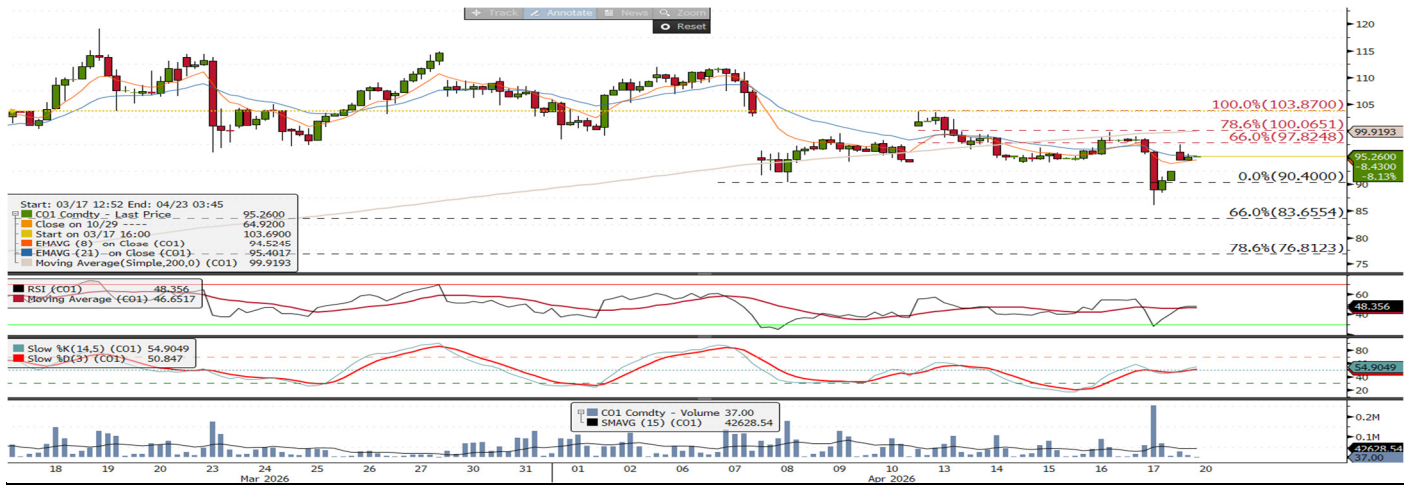 Track Annotate News Zoom
Reset
120
115
110
105
100.0%(103.8700)
78.6%(100.0651)
99.9193
66.0%(97.8248)
95.2600
-8.4300
-8.13%
0.0%(90.4000)
90
66.0%(83.6554)
85
80
78.6%(76.8123)
75
Start: 03/17 12:52 End: 04/23 03:45
CO1 Comdty - Last Price 95.2600
Close on 10/29 ---- 64.9200
Start on 03/17 16:00 103.6900
EMAVG (8) on Close (CO1) 94.5245
EMAVG (21) on Close (CO1) 95.4017
Moving Average(Simple,200,0) (CO1) 99.9193
RSI (CO1) 48.356
Moving Average (CO1) 46.6517
60
48.356
40
Slow %K(14,5) (CO1) 54.9049
Slow %D(3) (CO1) 50.847
80
54.9049
40
20
CO1 Comdty - Volume 37.00
SMAVG (15) (CO1) 42628.54
0.2M
0.1M
42628.54
37.00
18 19 20 23 24 25 26 27 30 31 01 02 06 07 08 09 10 13 14 15 16 17 20
Mar 2026 Apr 2026